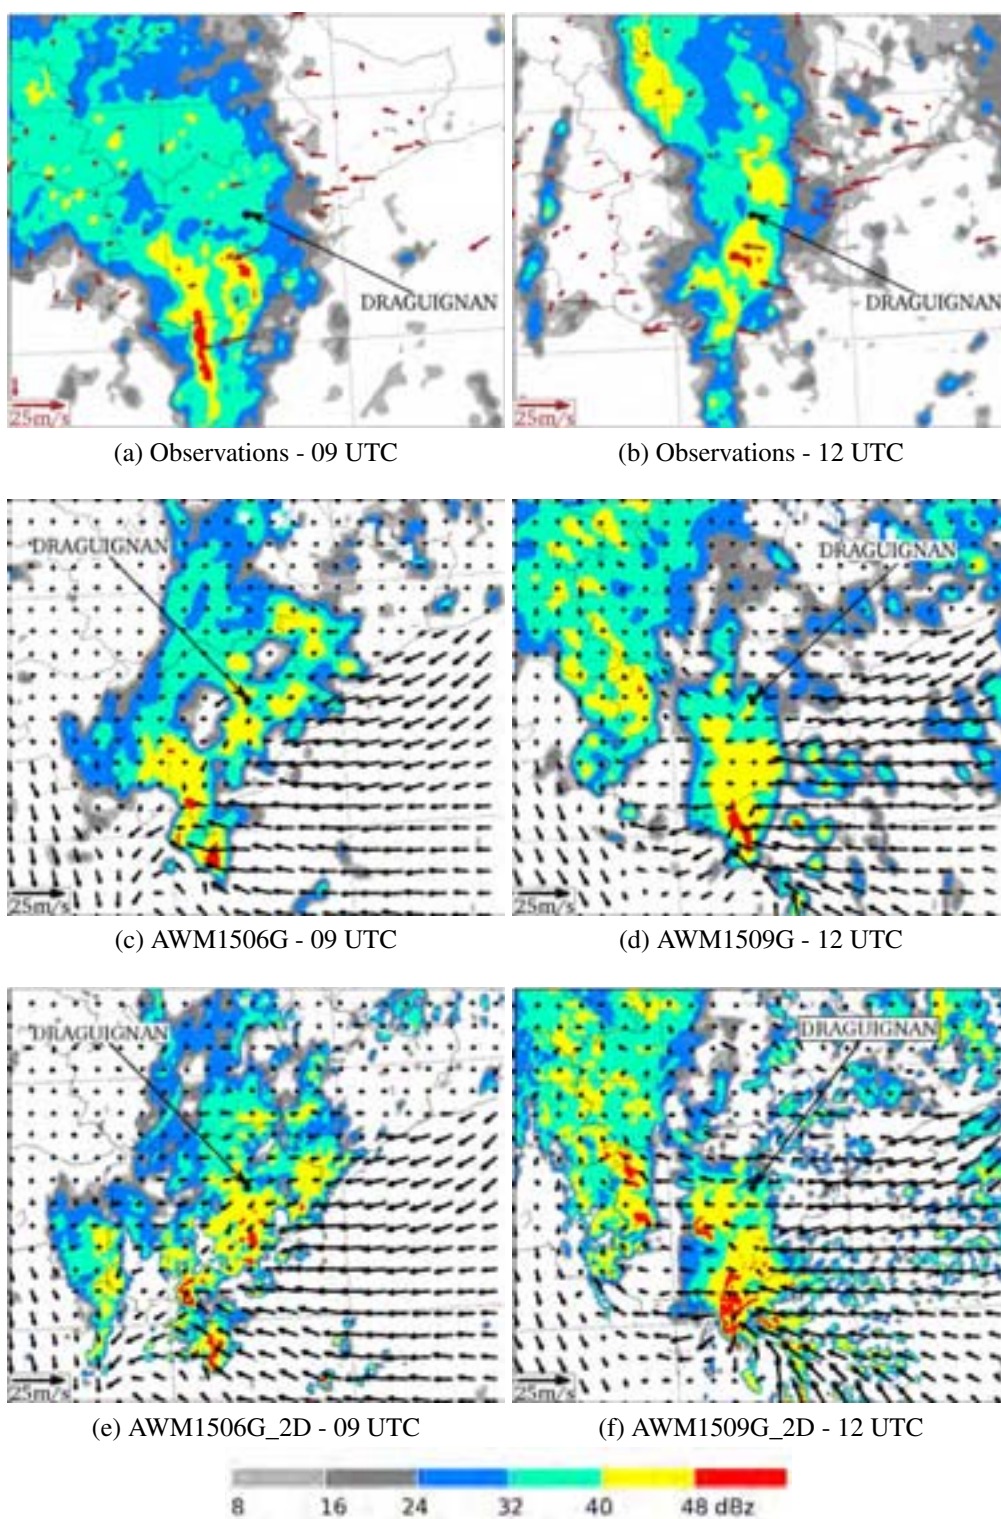 DRAGUIGNAN
25m/s
DRAGUIGNAN
25m/s
(a) Observations - 09 UTC
(b) Observations - 12 UTC
DRAGUIGNAN
25m/s
DRAGUIGNAN
25m/s
(c) AWM1506G - 09 UTC
(d) AWM1509G - 12 UTC
DRAGUIGNAN
25m/s
DRAGUIGNAN
25m/s
(e) AWM1506G_2D - 09 UTC
(f) AWM1509G_2D - 12 UTC
8 16 24 32 40 48 dBz